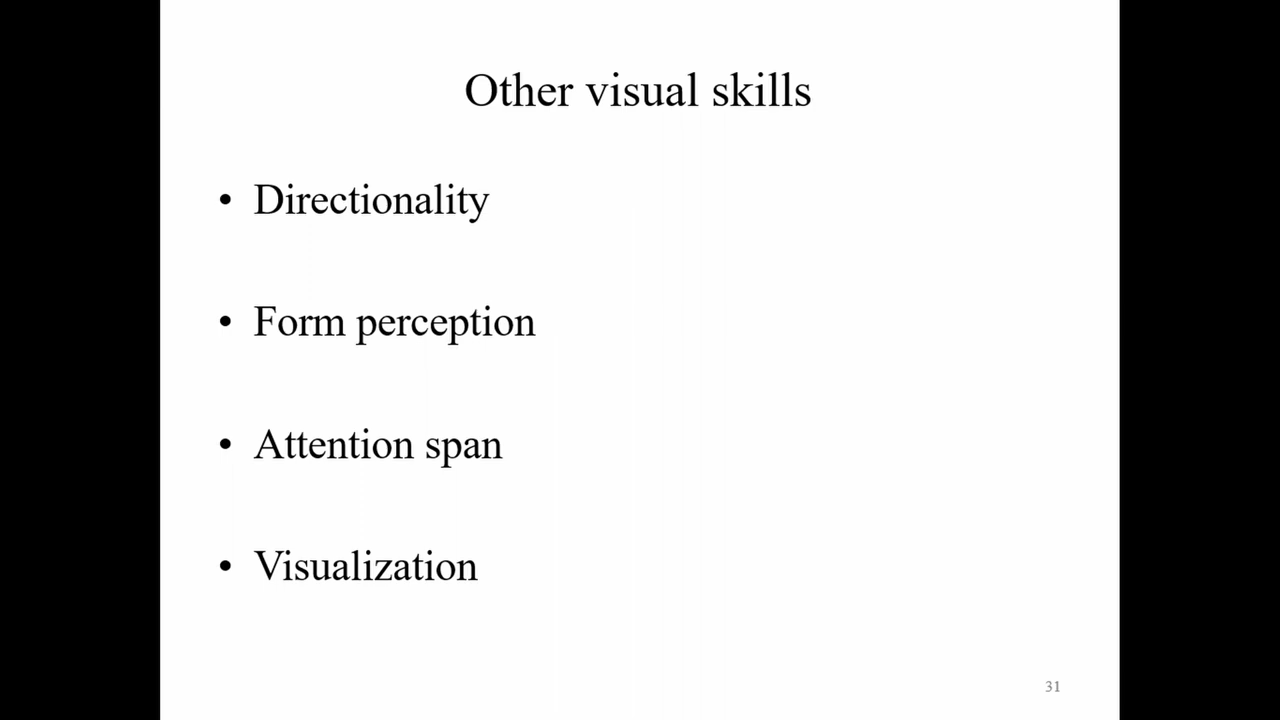 Other visual skills
• Directionality
• Form perception
• Attention span
• Visualization
31